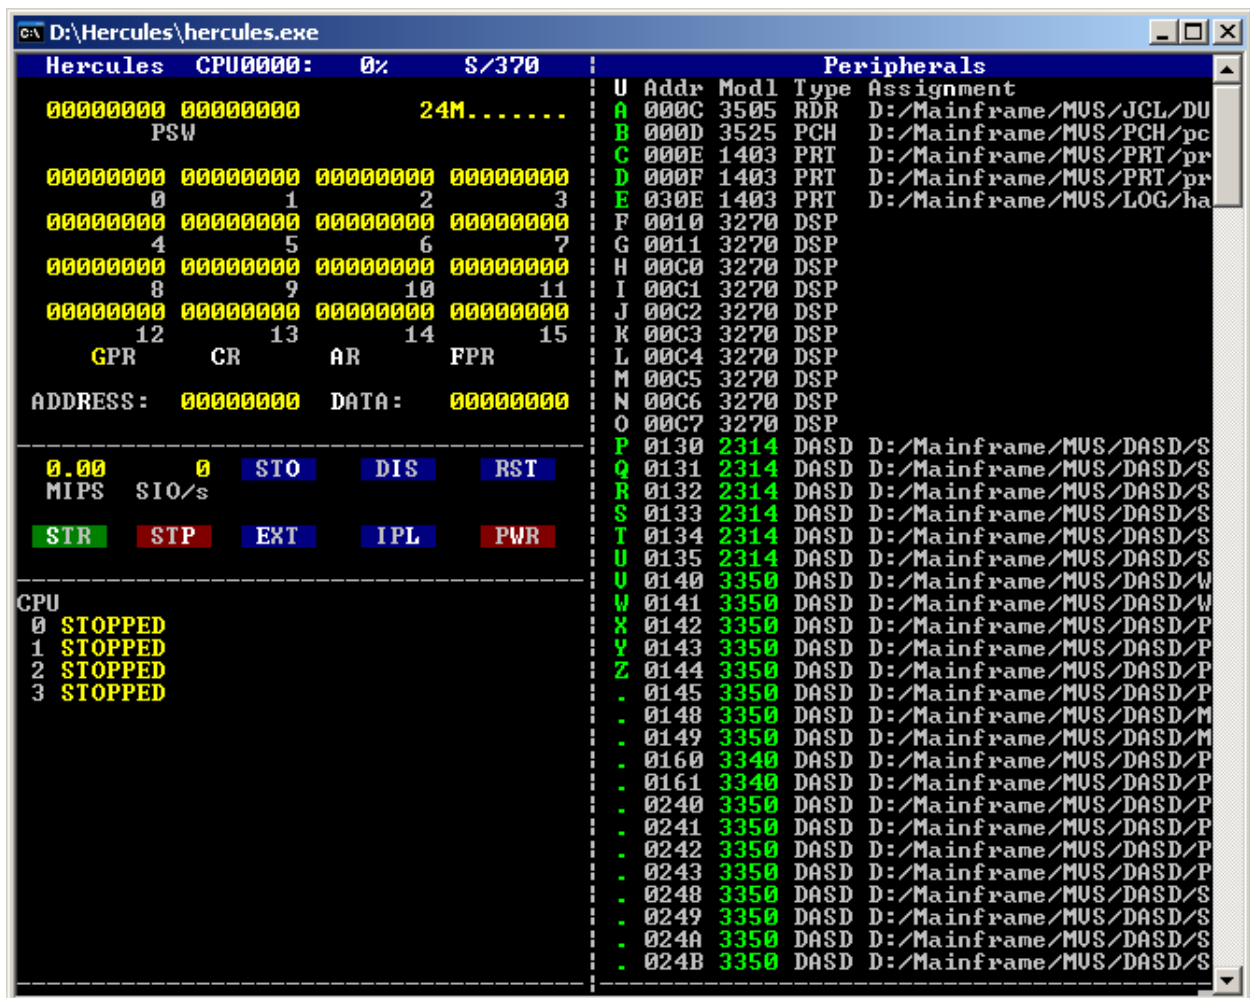 D:\Hercules\hercules.exe
Hercules CPU0000: 0% S/370
00000000 00000000 24M.......
PSW
00000000 00000000 00000000 00000000
0 1 2 3
00000000 00000000 00000000 00000000
4 5 6 7
00000000 00000000 00000000 00000000
8 9 10 11
00000000 00000000 00000000 00000000
12 13 14 15
GPR CR AR FPR
ADDRESS: 00000000 DATA: 00000000
0.00 0 STO DIS RST
MIPS SIO/s
STR STP EXT IPL PWR
CPU
0 STOPPED
1 STOPPED
2 STOPPED
3 STOPPED
Peripherals
U Addr Modl Type Assignment
A 000C 3505 RDR D:/Mainframe/MVS/JCL/DU
B 000D 3525 PCH D:/Mainframe/MVS/PCH/pc
C 000E 1403 PRT D:/Mainframe/MVS/PRT/pr
D 000F 1403 PRT D:/Mainframe/MVS/PRT/pr
E 030E 1403 PRT D:/Mainframe/MVS/LOG/ha
F 0010 3270 DSP
G 0011 3270 DSP
H 00C0 3270 DSP
I 00C1 3270 DSP
J 00C2 3270 DSP
K 00C3 3270 DSP
L 00C4 3270 DSP
M 00C5 3270 DSP
N 00C6 3270 DSP
O 00C7 3270 DSP
P 0130 2314 DASD D:/Mainframe/MVS/DASD/S
Q 0131 2314 DASD D:/Mainframe/MVS/DASD/S
R 0132 2314 DASD D:/Mainframe/MVS/DASD/S
S 0133 2314 DASD D:/Mainframe/MVS/DASD/S
T 0134 2314 DASD D:/Mainframe/MVS/DASD/S
U 0135 2314 DASD D:/Mainframe/MVS/DASD/S
V 0140 3350 DASD D:/Mainframe/MVS/DASD/W
W 0141 3350 DASD D:/Mainframe/MVS/DASD/W
X 0142 3350 DASD D:/Mainframe/MVS/DASD/P
Y 0143 3350 DASD D:/Mainframe/MVS/DASD/P
Z 0144 3350 DASD D:/Mainframe/MVS/DASD/P
. 0145 3350 DASD D:/Mainframe/MVS/DASD/P
. 0148 3350 DASD D:/Mainframe/MVS/DASD/M
. 0149 3350 DASD D:/Mainframe/MVS/DASD/M
. 0160 3340 DASD D:/Mainframe/MVS/DASD/P
. 0161 3340 DASD D:/Mainframe/MVS/DASD/P
. 0240 3350 DASD D:/Mainframe/MVS/DASD/P
. 0241 3350 DASD D:/Mainframe/MVS/DASD/P
. 0242 3350 DASD D:/Mainframe/MVS/DASD/P
. 0243 3350 DASD D:/Mainframe/MVS/DASD/P
. 0248 3350 DASD D:/Mainframe/MVS/DASD/S
. 0249 3350 DASD D:/Mainframe/MVS/DASD/S
. 024A 3350 DASD D:/Mainframe/MVS/DASD/S
. 024B 3350 DASD D:/Mainframe/MVS/DASD/S